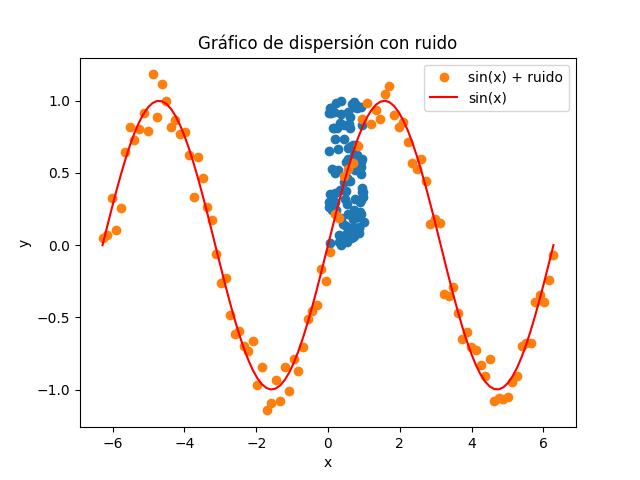 Gráfico de dispersión con ruido
sin(x) + ruido
sin(x)
1.0
0.5
0.0
−0.5
−1.0
y
−6
−4
−2
0
2
4
6
x